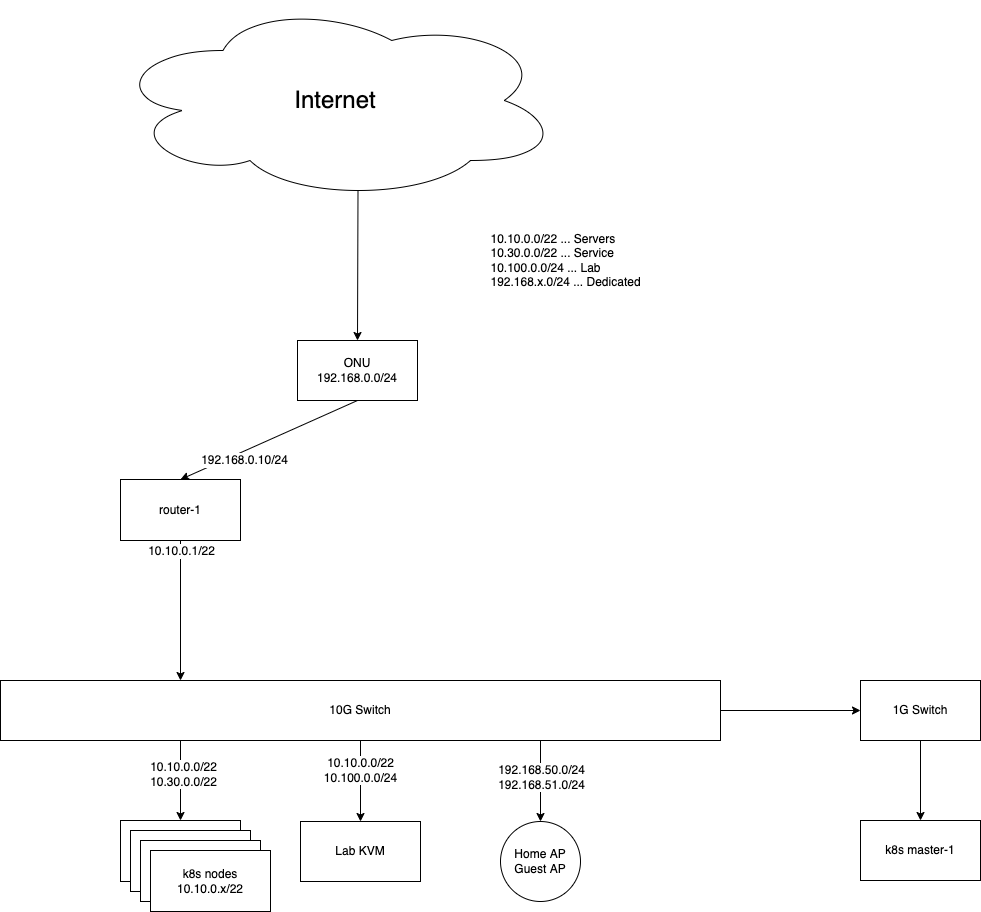 Internet
10.10.0.0/22 ... Servers
10.30.0.0/22 ... Service
10.100.0.0/24 ... Lab
192.168.x.0/24 ... Dedicated
ONU
192.168.0.0/24
192.168.0.10/24
router-1
10.10.0.1/22
10G Switch
1G Switch
10.10.0.0/22
10.30.0.0/22
10.10.0.0/22
10.100.0.0/24
192.168.50.0/24
192.168.51.0/24
k8s nodes
10.10.0.x/22
Lab KVM
Home AP
Guest AP
k8s master-1